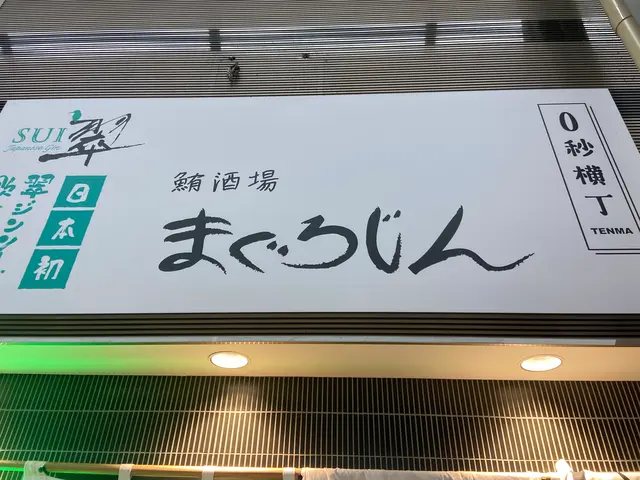 SUI 翠
Japanese Gin
日本初
翠ジンソー
鮪酒場
まぐろじん
0秒横丁
TENMA